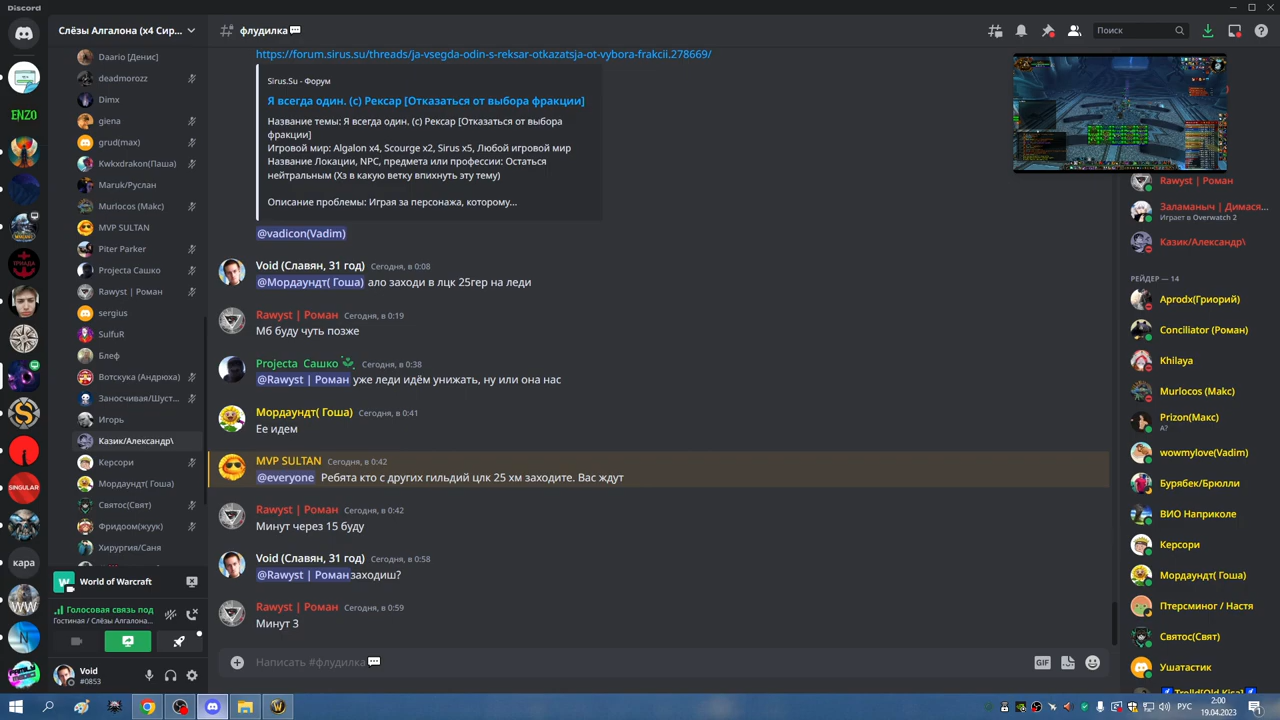 Discord
Слёзы Алгалона (x4 Сир...
флудилка
Поиск
ENZO
ТРИАДА
SINGULAR
кара
WW
N
Daario [Денис]
deadmorozz
Dimx
giena
grud(max)
Kwkxdrakon(Паша)
Maruk/Руслан
Murlocos (Макс)
MVP SULTAN
Piter Parker
Projecta Сашко
Rawyst | Роман
sergius
SulfuR
Блеф
Вотскука (Андрюха)
Заносчивая/Шуст...
Игорь
Казик/Александр\
Керсори
Мордаундт( Гоша)
Святос(Свят)
Фридоом(жуук)
Хирургия/Саня
W
World of Warcraft
Голосовая связь под
Гостиная / Слёзы Алгалона...
Void
#0853
https://forum.sirus.su/threads/ja-vsegda-odin-s-reksar-otkazatsja-ot-vybora-frakcii.278669/
Sirus.Su - Форум
Я всегда один. (с) Рексар [Отказаться от выбора фракции]
Название темы: Я всегда один. (с) Рексар [Отказаться от выбора
фракции]
Игровой мир: Algalon x4, Scourge x2, Sirus x5, Любой игровой мир
Название Локации, NPC, предмета или профессии: Остаться
нейтральным (Хз в какую ветку впихнуть эту тему)
Описание проблемы: Играя за персонажа, которому...
@vadicon(Vadim)
Void (Славян, 31 год) Сегодня, в 0:08
@Мордаундт( Гоша) ало заходи в лцк 25гер на леди
Rawyst | Роман Сегодня, в 0:19
Мб буду чуть позже
Projecta Сашко Сегодня, в 0:38
@Rawyst | Роман уже леди идём унижать, ну или она нас
Мордаундт( Гоша) Сегодня, в 0:41
Ее идем
MVP SULTAN Сегодня, в 0:42
@everyone Ребята кто с других гильдий цлк 25 хм заходите. Вас ждут
Rawyst | Роман Сегодня, в 0:42
Минут через 15 буду
Void (Славян, 31 год) Сегодня, в 0:58
@Rawyst | Роман заходиш?
Rawyst | Роман Сегодня, в 0:59
Минут 3
Написать #флудилка
GIF
Rawyst | Роман
Заламаныч | Димася...
Играет в Overwatch 2
Казик/Александр\
РЕЙДЕР — 14
Aprodx(Гриорий)
Conciliator (Роман)
Khilaya
Murlocos (Макс)
Prizon(Макс)
А?
wowmylove(Vadim)
Бурябек/Брюлли
ВИО Наприколе
Керсори
Мордаундт( Гоша)
Птерсминог / Настя
Святос(Свят)
Ушатастик
Trolld[Old Kisa]
РУС
2:00
19.04.2023
1